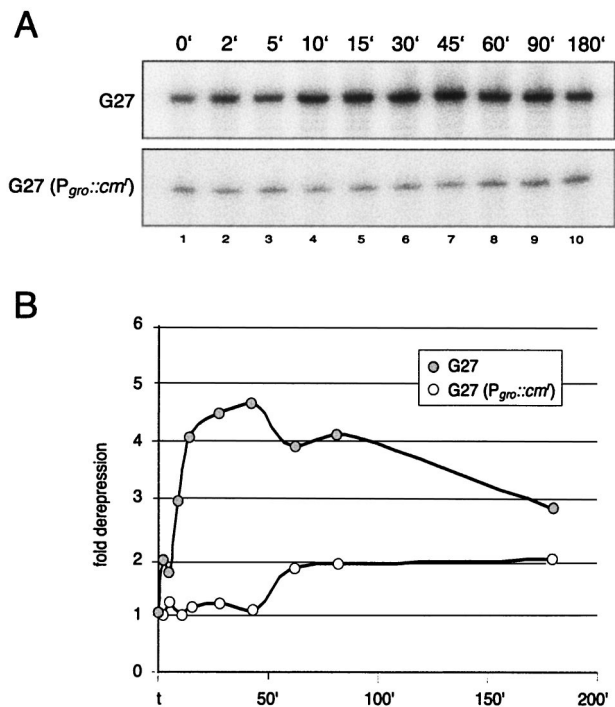 A
0' 2' 5' 10' 15' 30' 45' 60' 90' 180'
G27
G27 (Pgro::cmr)
1 2 3 4 5 6 7 8 9 10
B
6
5
4
3
2
1
0
fold derepression
G27
G27 (Pgro::cmr)
t 50' 100' 150' 200'